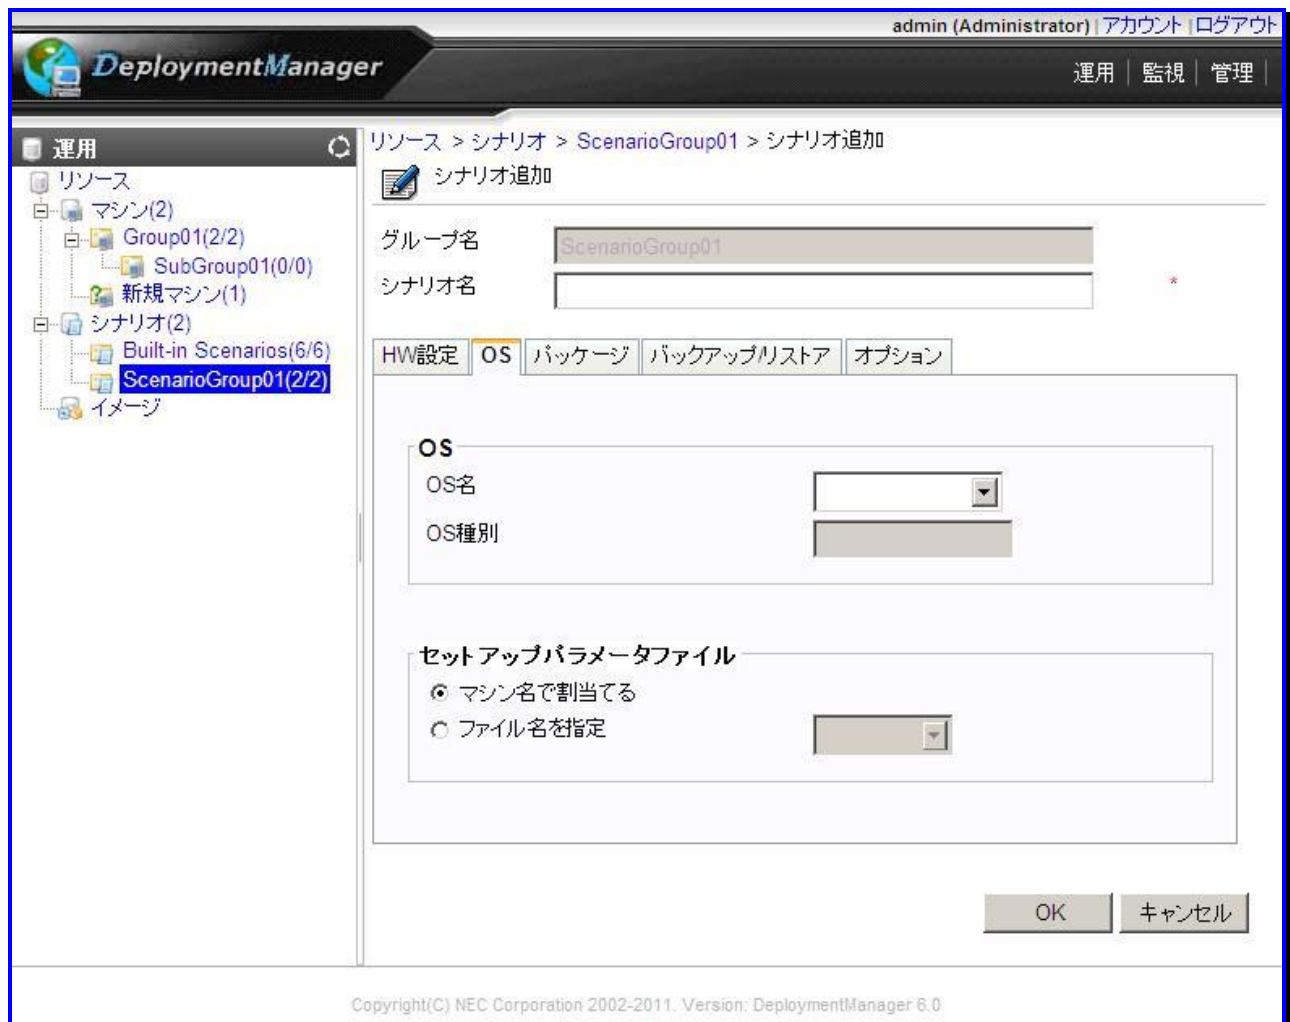 admin (Administrator) | アカウント | ログアウト
DeploymentManager
運用 | 監視 | 管理 |
運用
リソース
マシン(2)
Group01(2/2)
SubGroup01(0/0)
新規マシン(1)
シナリオ(2)
Built-in Scenarios(6/6)
ScenarioGroup01(2/2)
イメージ
リソース > シナリオ > ScenarioGroup01 > シナリオ追加
シナリオ追加
グループ名 ScenarioGroup01
シナリオ名 *
HW設定 OS パッケージ バックアップ/リストア オプション
OS
OS名
OS種別
セットアップパラメータファイル
マシン名で割当てる
ファイル名を指定
OK キャンセル
Copyright(C) NEC Corporation 2002-2011. Version: DeploymentManager 6.0